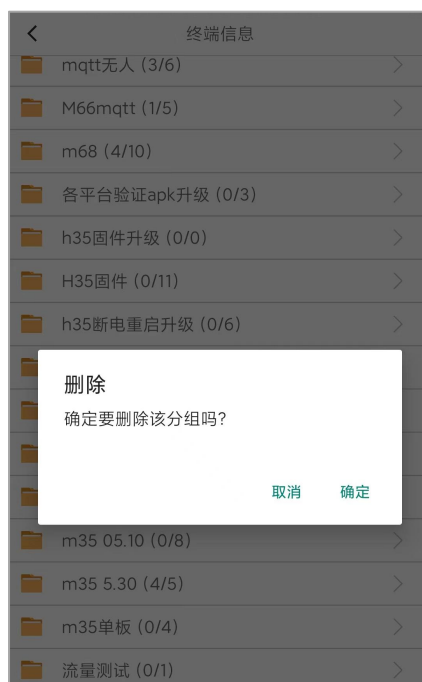 终端信息
mqtt无人 (3/6)
M66mqtt (1/5)
m68 (4/10)
各平台验证apk升级 (0/3)
h35固件升级 (0/0)
H35固件 (0/11)
h35断电重启升级 (0/6)
删除
确定要删除该分组吗?
取消 确定
m35 05.10 (0/8)
m35 5.30 (4/5)
m35单板 (0/4)
流量测试 (0/1)